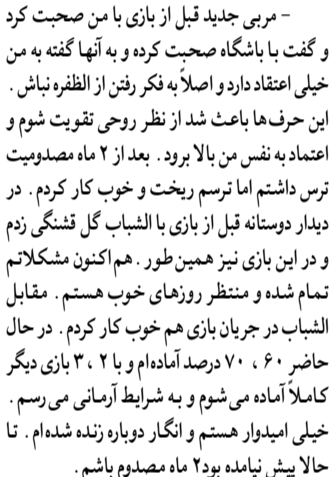 – مربی جدید قبل از بازی با من صحبت کرد
و گفت با باشگاه صحبت کرده و به آنها گفته به من
خیلی اعتقاد دارد و اصلاً به فکر رفتن از الظفره نباش .
این حرف‌ها باعث شد از نظر روحی تقویت شوم و
اعتماد به نفس من بالا برود . بعد از ۲ ماه مصدومیت
ترس داشتم اما ترسم ریخت و خوب کار کردم . در
دیدار دوستانه قبل از بازی با الشباب گل قشنگی زدم
و در این بازی نیز همین‌طور . هم‌اکنون مشکلاتم
تمام شده و منتظر روزهای خوب هستم . مقابل
الشباب در جریان بازی هم خوب کار کردم . در حال
حاضر ۶۰ ، ۷۰ درصد آماده‌ام و با ۲ ، ۳ بازی دیگر
کاملاً آماده می‌شوم و به شرایط آرمانی می‌رسم .
خیلی امیدوار هستم و انگار دوباره زنده شده‌ام . تا
حالا پیش نیامده بود ۲ ماه مصدوم باشم .